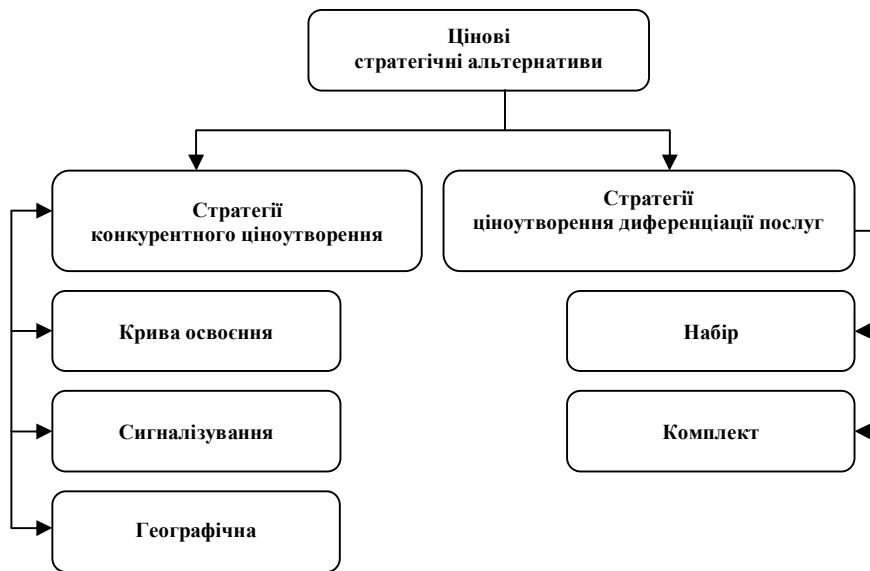 Цінові
стратегічні альтернативи
Стратегії
конкурентного ціноутворення
Стратегії
ціноутворення диференціації послуг
Крива освоєння
Набір
Сигналізування
Комплект
Географічна